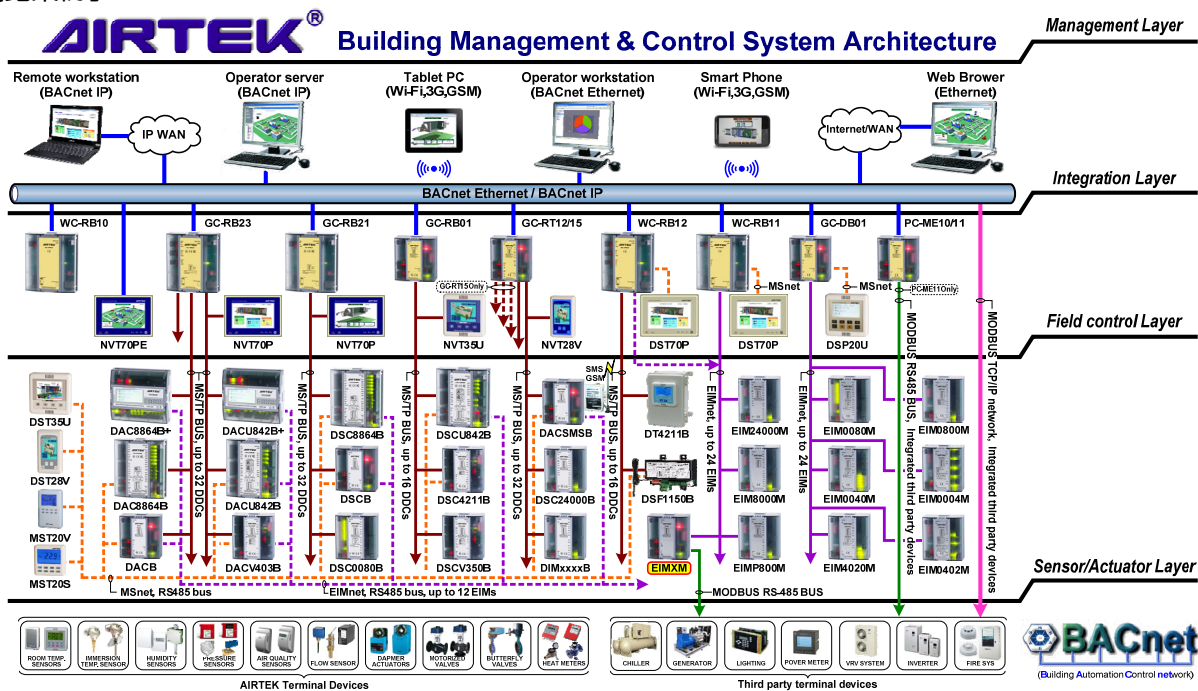 AIRTEK®
Building Management & Control System Architecture
Management Layer
Remote workstation
(BACnet IP)
Operator server
(BACnet IP)
Tablet PC
(Wi-Fi,3G,GSM)
Operator workstation
(BACnet Ethernet)
Smart Phone
(Wi-Fi,3G,GSM)
Web Brower
(Ethernet)
IP WAN
Internet/WAN
BACnet Ethernet / BACnet IP
Integration Layer
WC-RB10
GC-RB23
GC-RB21
GC-RB01
GC-RT12/15
WC-RB12
WC-RB11
GC-DB01
PC-ME10/11
GC-RT15Only
MSnet
MSnet
PC-ME11Only
NVT70PE
NVT70P
NVT70P
NVT35U
NVT28V
DST70P
DST70P
DSP20U
Field control Layer
MS/TP BUS, up to 32 DDCs
MS/TP BUS, up to 32 DDCs
MS/TP BUS, up to 16 DDCs
MS/TP BUS, up to 32 DDCs
MS/TP BUS, up to 16 DDCs
EIMnet, up to 24 EIMs
EIMnet, up to 24 EIMs
MODBUS RS485 BUS, Integrated third party devices
MODBUS TCP/IP network, Integrated third party devices
SMS
GSM
DST35U
DAC8864B+
DACU842B+
DSC8864B
DSCU842B
DACSMSB
DT4211B
EIM24000M
EIM0080M
EIM0800M
DST28V
DAC8864B
DACU842B
DSCB
DSC4211B
DSC24000B
DSF1150B
EIM8000M
EIM0040M
EIM0004M
MST20V
MST20S
DACB
DACV403B
DSC0080B
DSCV350B
DIMxxxxB
EIMXM
EIMP800M
EIM4020M
EIM0402M
Sensor/Actuator Layer
MSnet, RS485 bus
EIMnet, RS485 bus, up to 12 EIMs
MODBUS RS-485 BUS
ROOM TEMP. SENSORS
IMMERSION TEMP. SENSOR
HUMIDITY SENSORS
PRESSURE SENSORS
AIR QUALITY SENSORS
FLOW SENSOR
DAPMER ACTUATORS
MOTORIZED VALVES
BUTTERFLY VALVES
HEAT METERS
CHILLER
GENERATOR
LIGHTING
POVER METER
VRV SYSTEM
INVERTER
FIRE SYS
AIRTEK Terminal Devices
Third party terminal devices
BACnet
(Building Automation Control network)